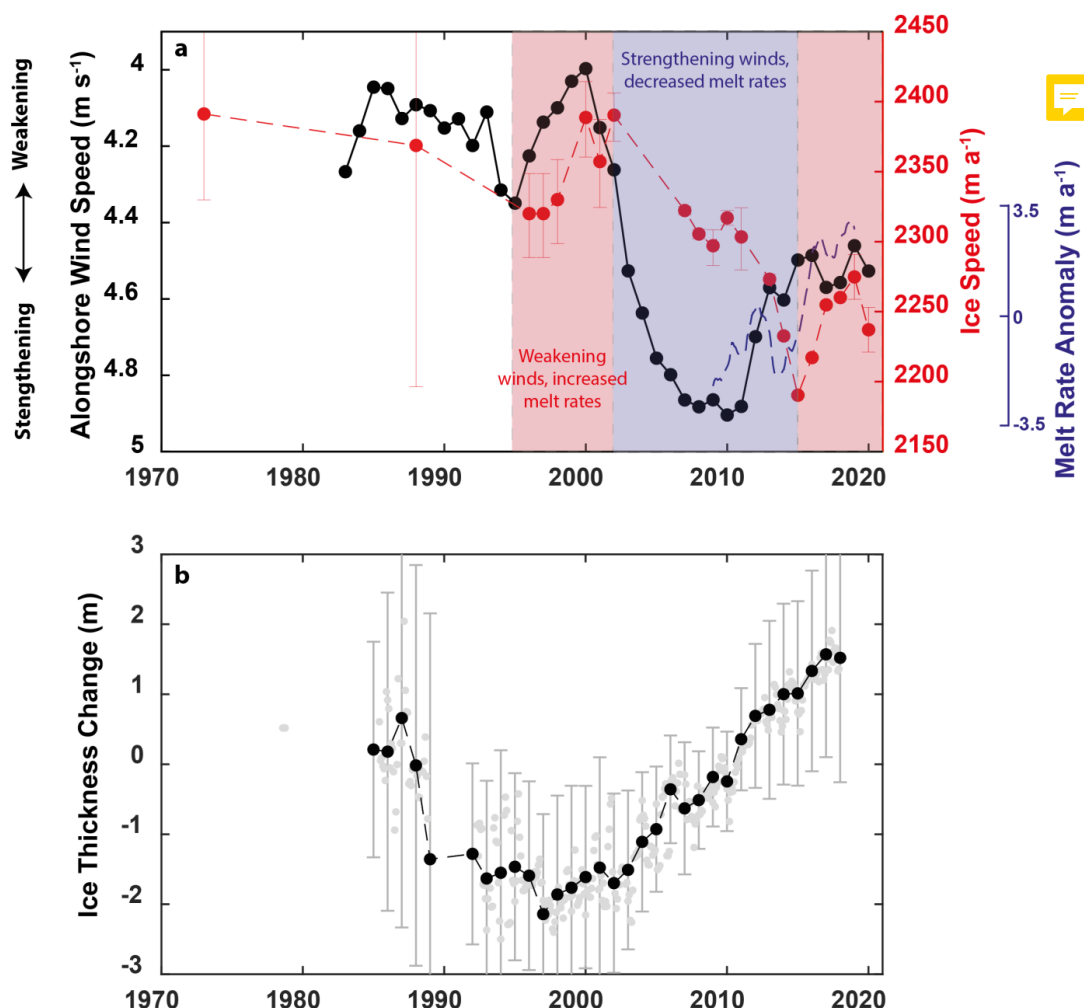 a
Stengthening
Weakening
Alongshore Wind Speed (m s-1)
4
4.2
4.4
4.6
4.8
5
Weakening
winds, increased
melt rates
Strengthening winds,
decreased melt rates
2450
2400
2350
2300
2250
2200
2150
Ice Speed (m a-1)
13.5
0
-3.5
Melt Rate Anomaly (m a-1)
1970 1980 1990 2000 2010 2020
b
Ice Thickness Change (m)
3
2
1
0
-1
-2
-3
1970 1980 1990 2000 2010 2020